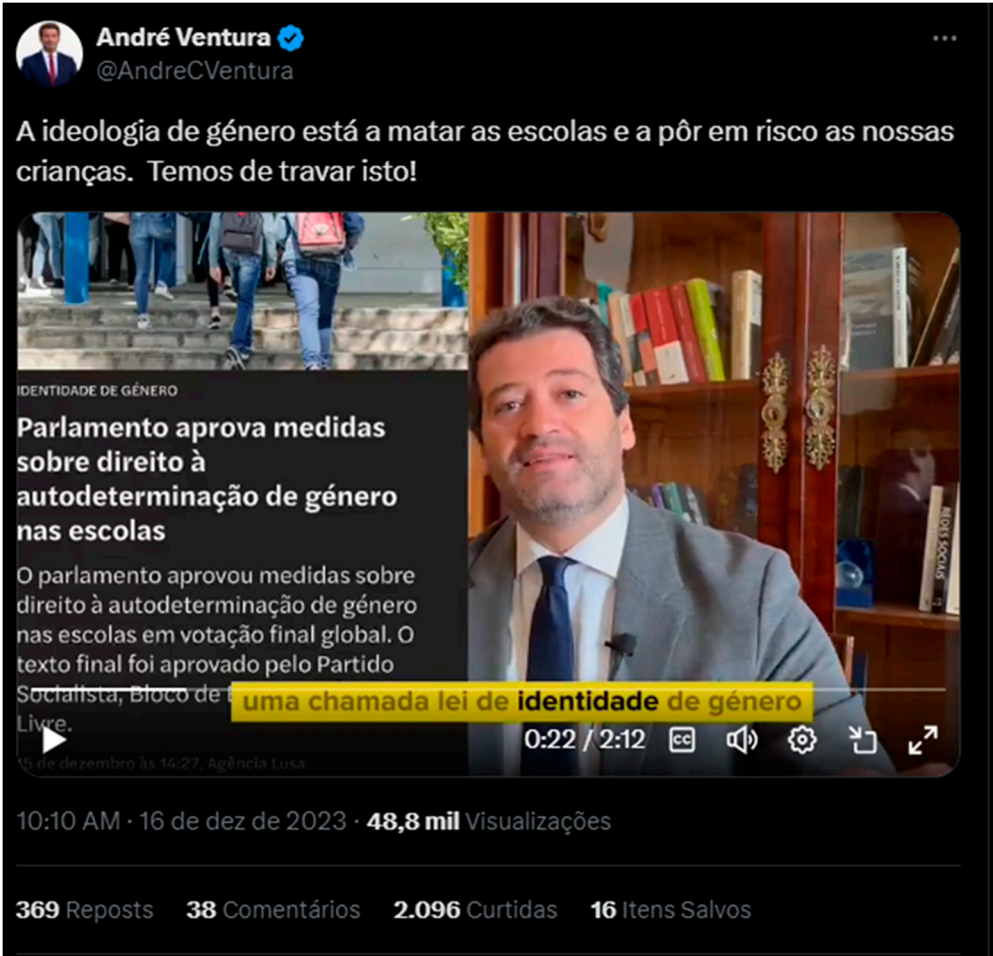 André Ventura
@AndreCVentura
A ideologia de género está a matar as escolas e a pôr em risco as nossas
crianças. Temos de travar isto!
IDENTIDADE DE GÉNERO
Parlamento aprova medidas
sobre direito à
autodeterminação de género
nas escolas
O parlamento aprovou medidas sobre
direito à autodeterminação de género
nas escolas em votação final global. O
texto final foi aprovado pelo Partido
Socialista, Bloco de
Livre.
15 de dezembro às 14:27, Agência Lusa
uma chamada lei de identidade de género
REDES SOCIAIS
0:22 / 2:12
CC
10:10 AM · 16 de dez de 2023 · 48,8 mil Visualizações
369 Reposts 38 Comentários 2.096 Curtidas 16 Itens Salvos